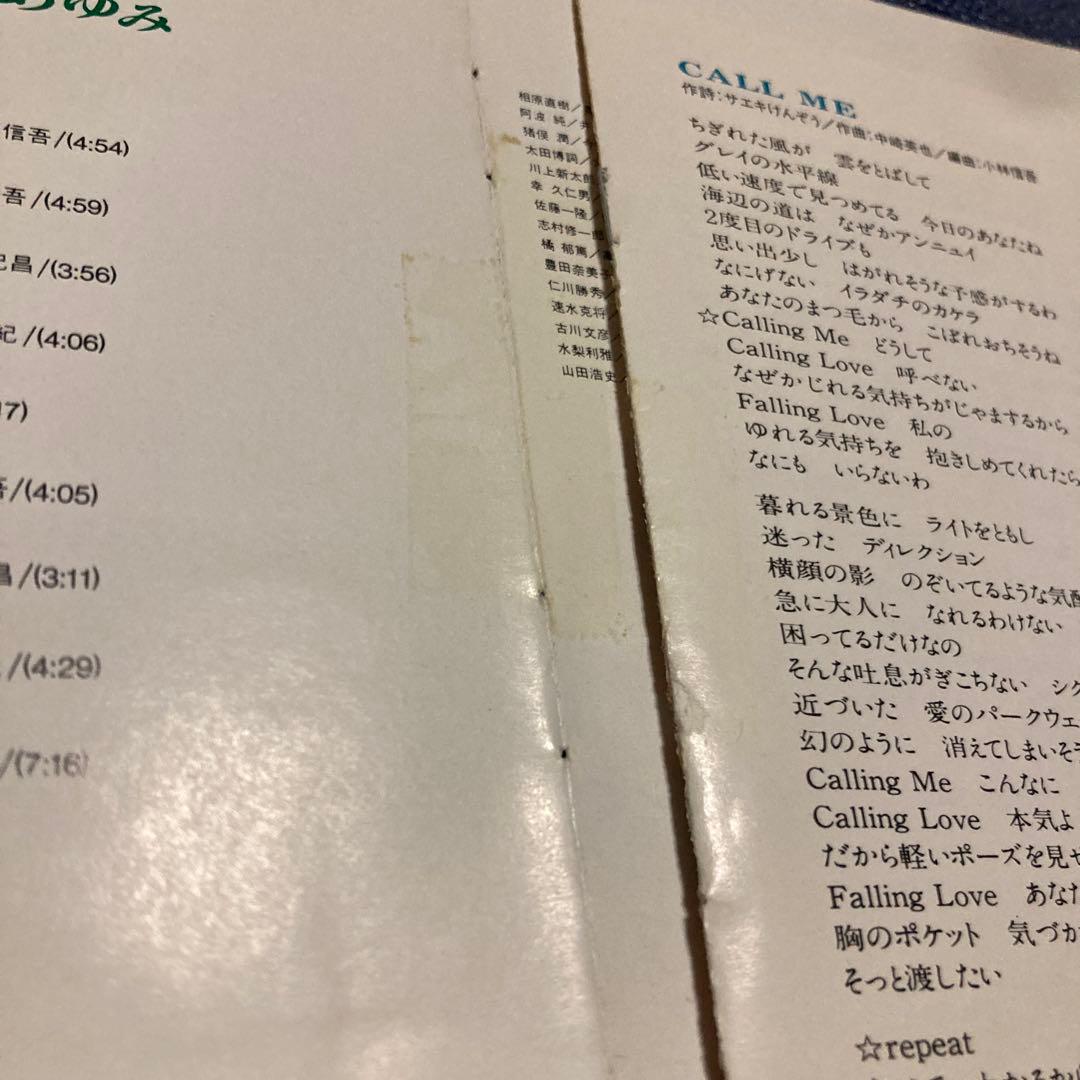 ゆみ
信吾/(4:54)
吾/(4:59)
昌/(3:56)
紀/(4:06)
/(4:05)
昌/(3:11)
/(4:29)
/(7:16)
相原直樹/
阿波 純/
猪俣 潤/
太田博詞/
川上新太郎
幸 久仁男/
佐藤一隆/
志村修一郎
橘 郁篤/
豊田奈美子
仁川勝秀/
速水克将/
古川文彦/
水梨利雅/
山田浩史/
CALL ME
作詩:サエキけんぞう/作曲:中崎英也/編曲:小林信吾
ちぎれた風が 雲をとばして
グレイの水平線
低い速度で見つめてる 今日のあなたね
海辺の道は なぜかアンニュイ
2度目のドライブも
思い出少し はがれそうな予感がするわ
なにげない イラダチのカケラ
あなたのまつ毛から こぼれおちそうね
☆Calling Me どうして
Calling Love 呼べない
なぜかじれる気持ちがじゃまするから
Falling Love 私の
ゆれる気持ちを 抱きしめてくれたら
なにも いらないわ
暮れる景色に ライトをともし
迷った ディレクション
横顔の影 のぞいてるような気配
急に大人に なれるわけない
困ってるだけなの
そんな吐息がぎこちない シグ
近づいた 愛のパークウェ
幻のように 消えてしまいそう
Calling Me こんなに
Calling Love 本気よ
だから軽いポーズを見せ
Falling Love あなた
胸のポケット 気づか
そっと渡したい
☆repeat